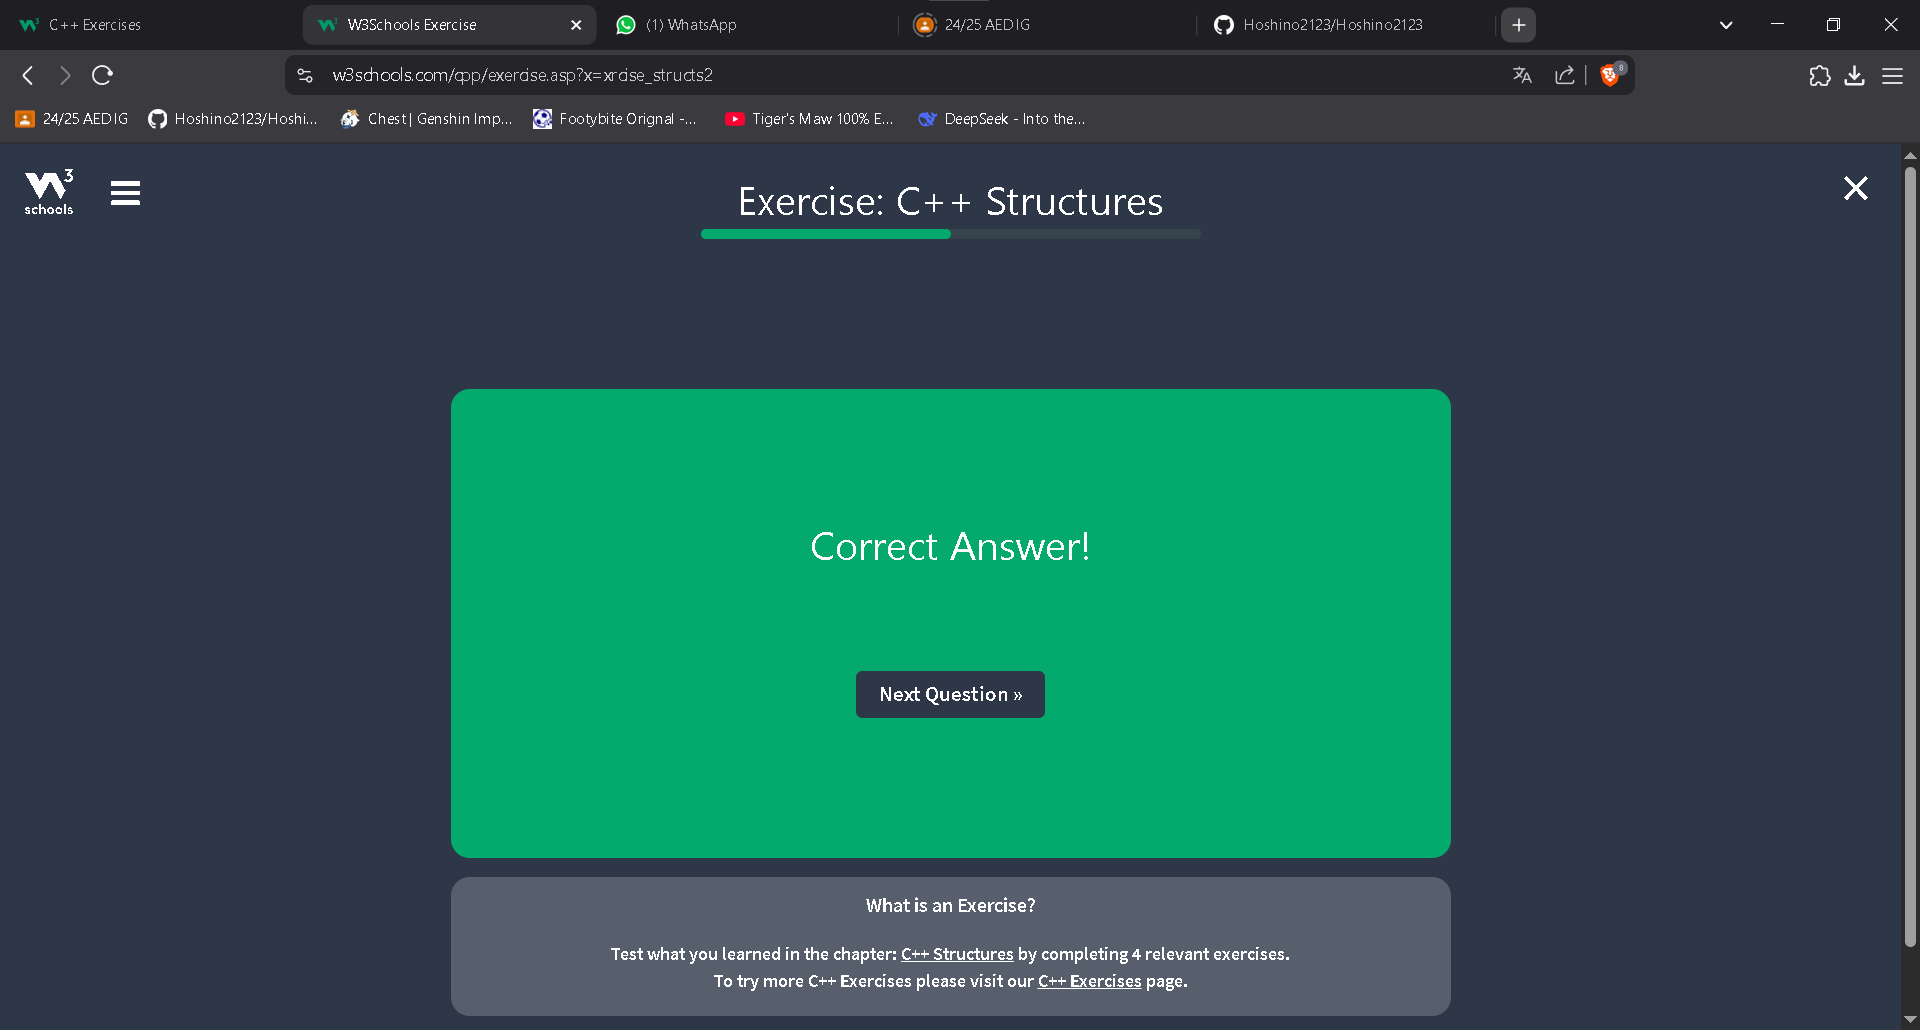 C++ Exercises
W3Schools Exercise
(1) WhatsApp
24/25 AEDIG
Hoshino2123/Hoshino2123
w3schools.com/cpp/exercise.asp?x=xrcise_structs2
24/25 AEDIG
Hoshino2123/Hoshi...
Chest | Genshin Imp...
Footybite Orignal -...
Tiger's Maw 100% E...
DeepSeek - Into the...
3
schools
Exercise: C++ Structures
Correct Answer!
Next Question »
What is an Exercise?
Test what you learned in the chapter: C++ Structures by completing 4 relevant exercises.
To try more C++ Exercises please visit our C++ Exercises page.